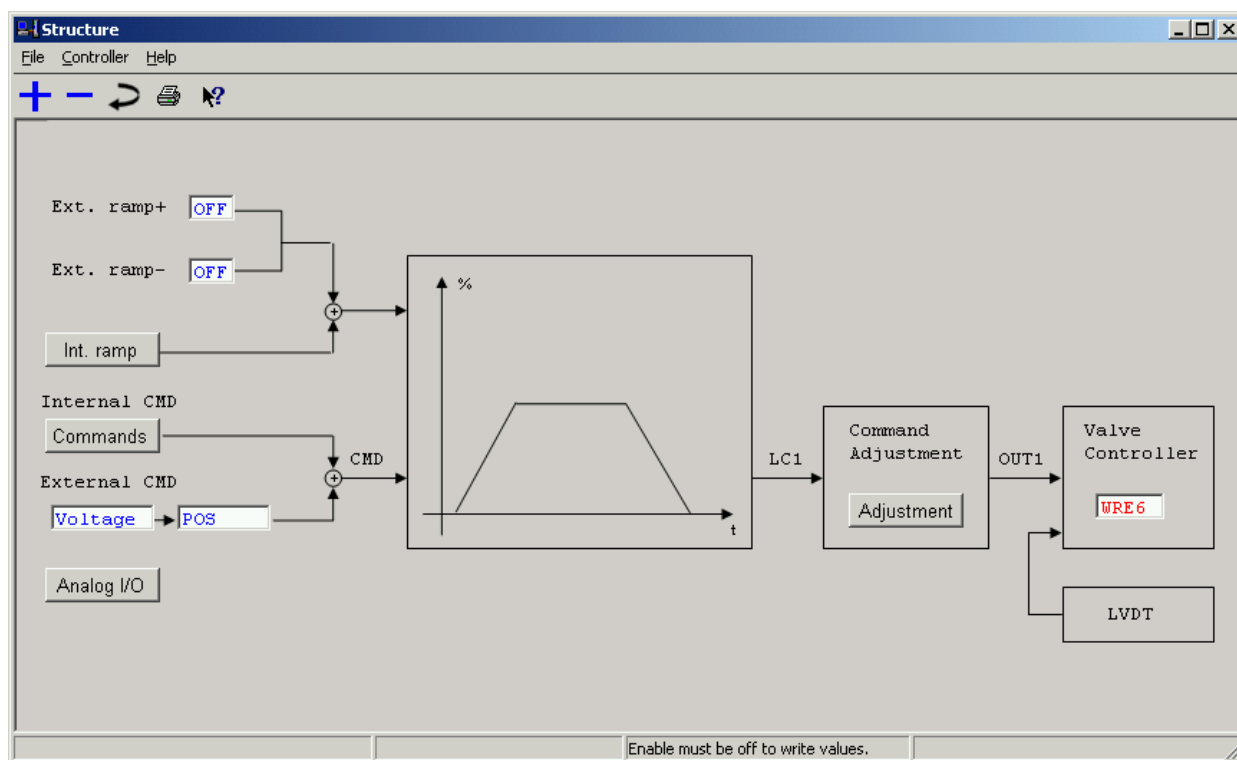 Structure
File Controller Help
Ext. ramp+ OFF
Ext. ramp- OFF
%
Int. ramp
Internal CMD
Commands
CMD
External CMD
Voltage POS
Analog I/O
t
LC1
Command
Adjustment
Adjustment
OUT1
Valve
Controller
WRE6
LVDT
Enable must be off to write values.